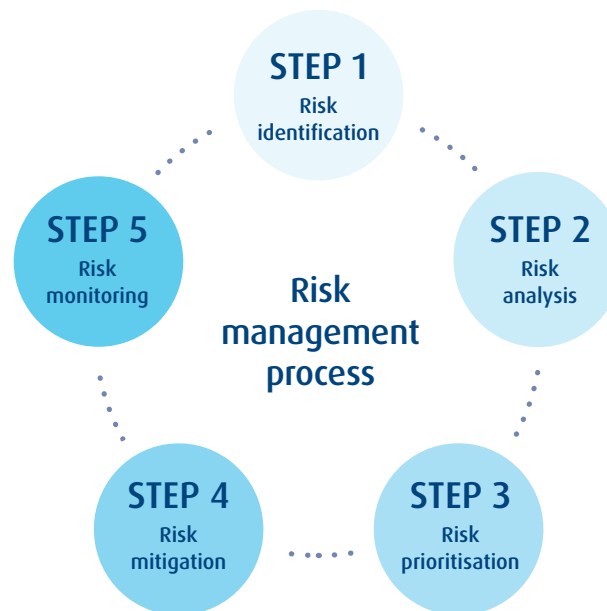 STEP 1
Risk
identification
STEP 2
Risk
analysis
STEP 3
Risk
prioritisation
STEP 4
Risk
mitigation
STEP 5
Risk
monitoring
Risk
management
process